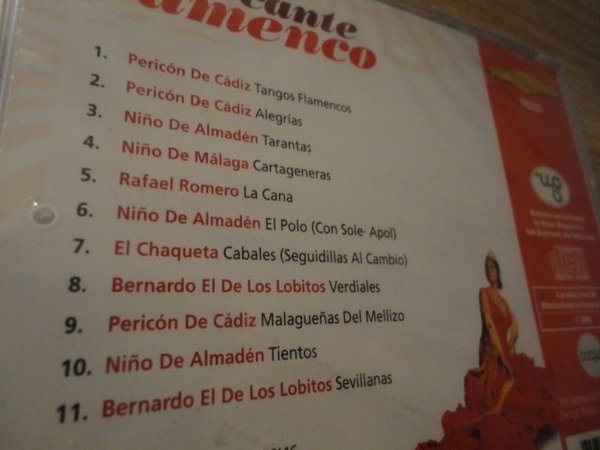 cante
flamenco
1. Pericón De Cádiz Tangos Flamencos
2. Pericón De Cádiz Alegrías
3. Niño De Almadén Tarantas
4. Niño De Málaga Cartageneras
5. Rafael Romero La Cana
6. Niño De Almadén El Polo (Con Sole- Apol)
7. El Chaqueta Cabales (Seguidillas Al Cambio)
8. Bernardo El De Los Lobitos Verdiales
9. Pericón De Cádiz Malagueñas Del Mellizo
10. Niño De Almadén Tientos
11. Bernardo El De Los Lobitos Sevillanas